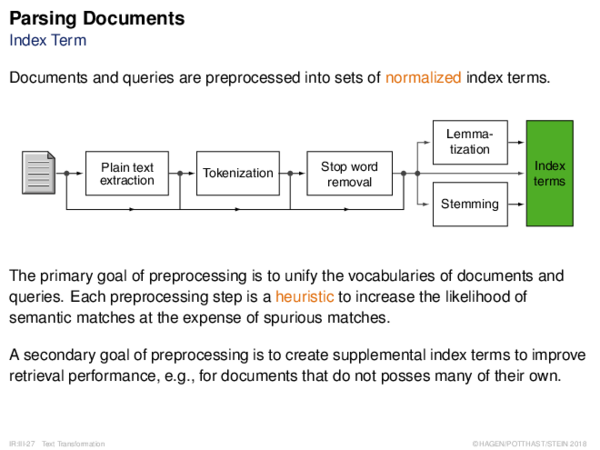 Parsing Documents
Index Term
Documents and queries are preprocessed into sets of normalized index terms.
Plain text
extraction
Tokenization
Stop word
removal
Lemma-
tization
Stemming
Index
terms
The primary goal of preprocessing is to unify the vocabularies of documents and
queries. Each preprocessing step is a heuristic to increase the likelihood of
semantic matches at the expense of spurious matches.
A secondary goal of preprocessing is to create supplemental index terms to improve
retrieval performance, e.g., for documents that do not posses many of their own.
IR:III-27 Text Transformation
©HAGEN/POTTHAST/STEIN 2018